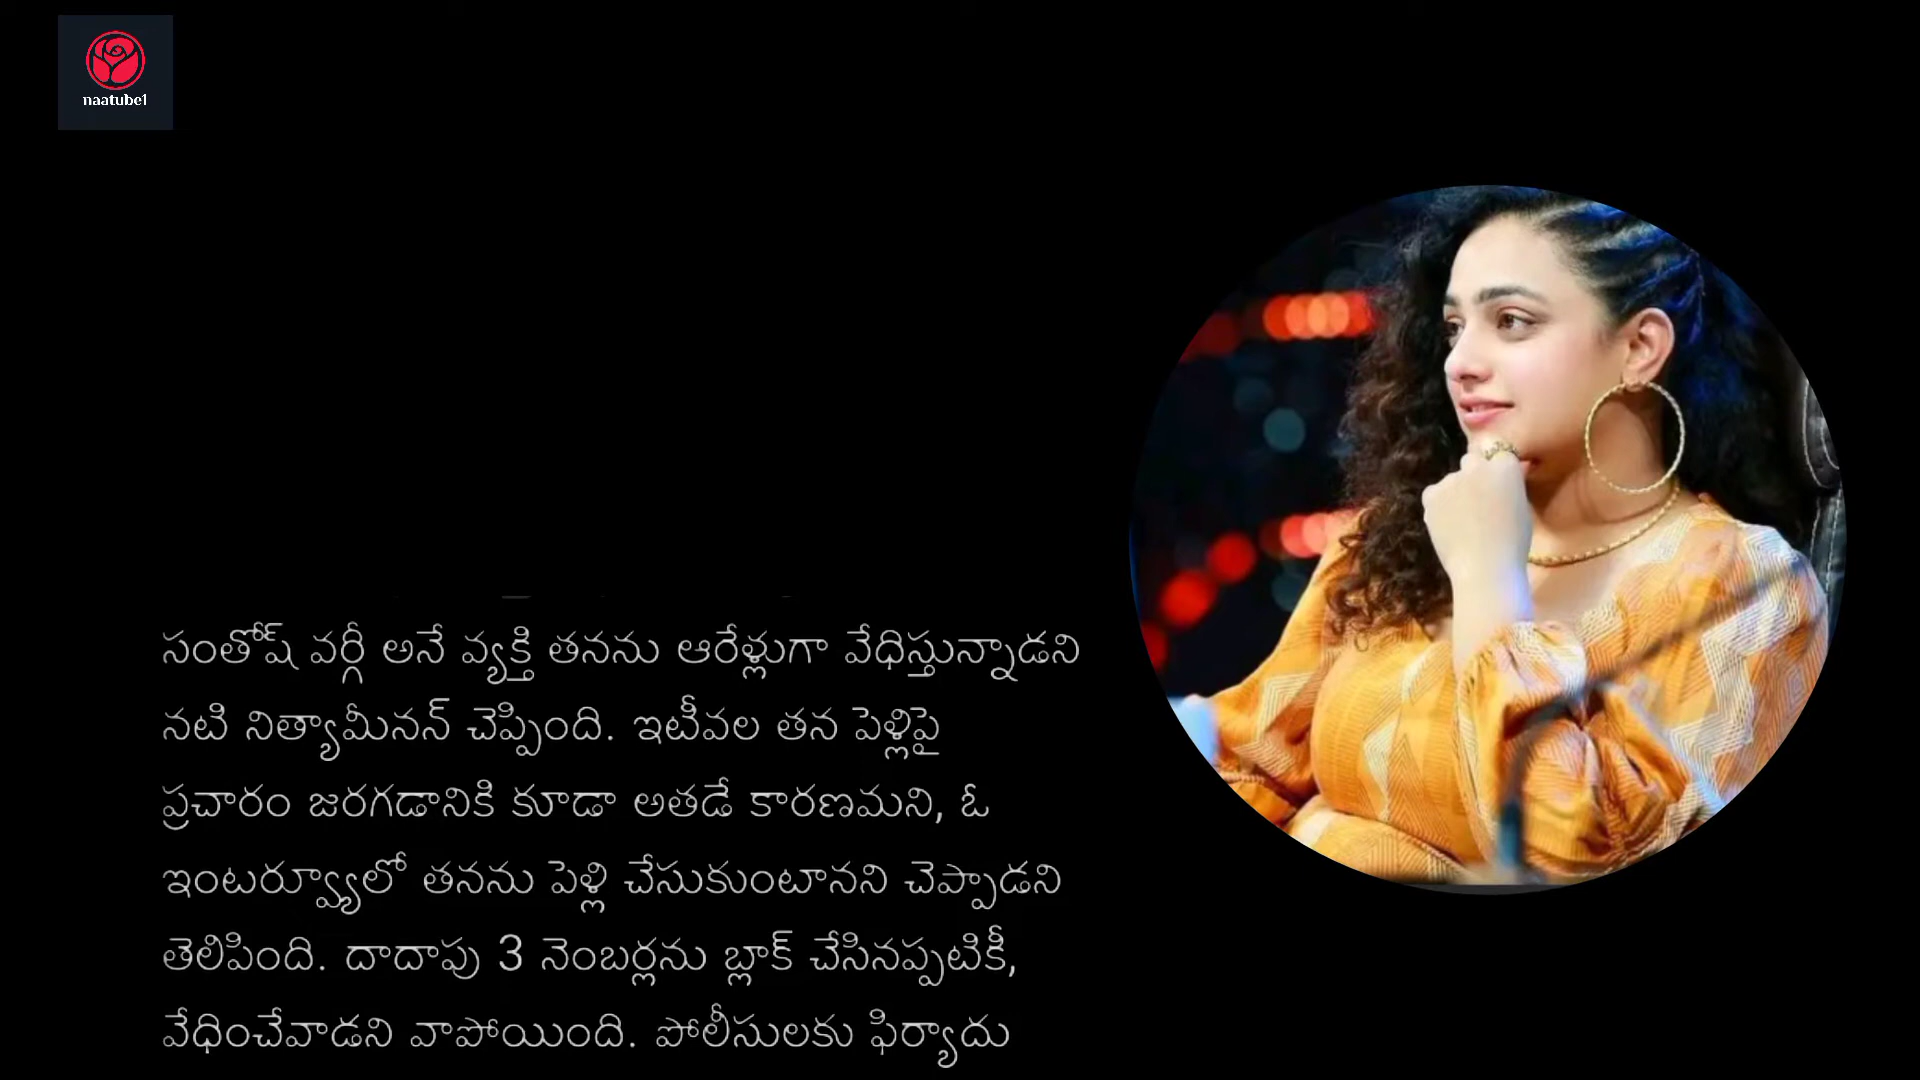 naatube1
సంతోష్ వర్గీ అనే వ్యక్తి తనను ఆరేళ్లుగా వేధిస్తున్నాడని
నటి నిత్యామీనన్ చెప్పింది. ఇటీవల తన పెళ్లిపై
ప్రచారం జరగడానికి కూడా అతడే కారణమని, ఓ
ఇంటర్వ్యూలో తనను పెళ్లి చేసుకుంటానని చెప్పాడని
తెలిపింది. దాదాపు 3 నెంబర్లను బ్లాక్ చేసినప్పటికీ,
వేధించేవాడని వాపోయింది. పోలీసులకు ఫిర్యాదు